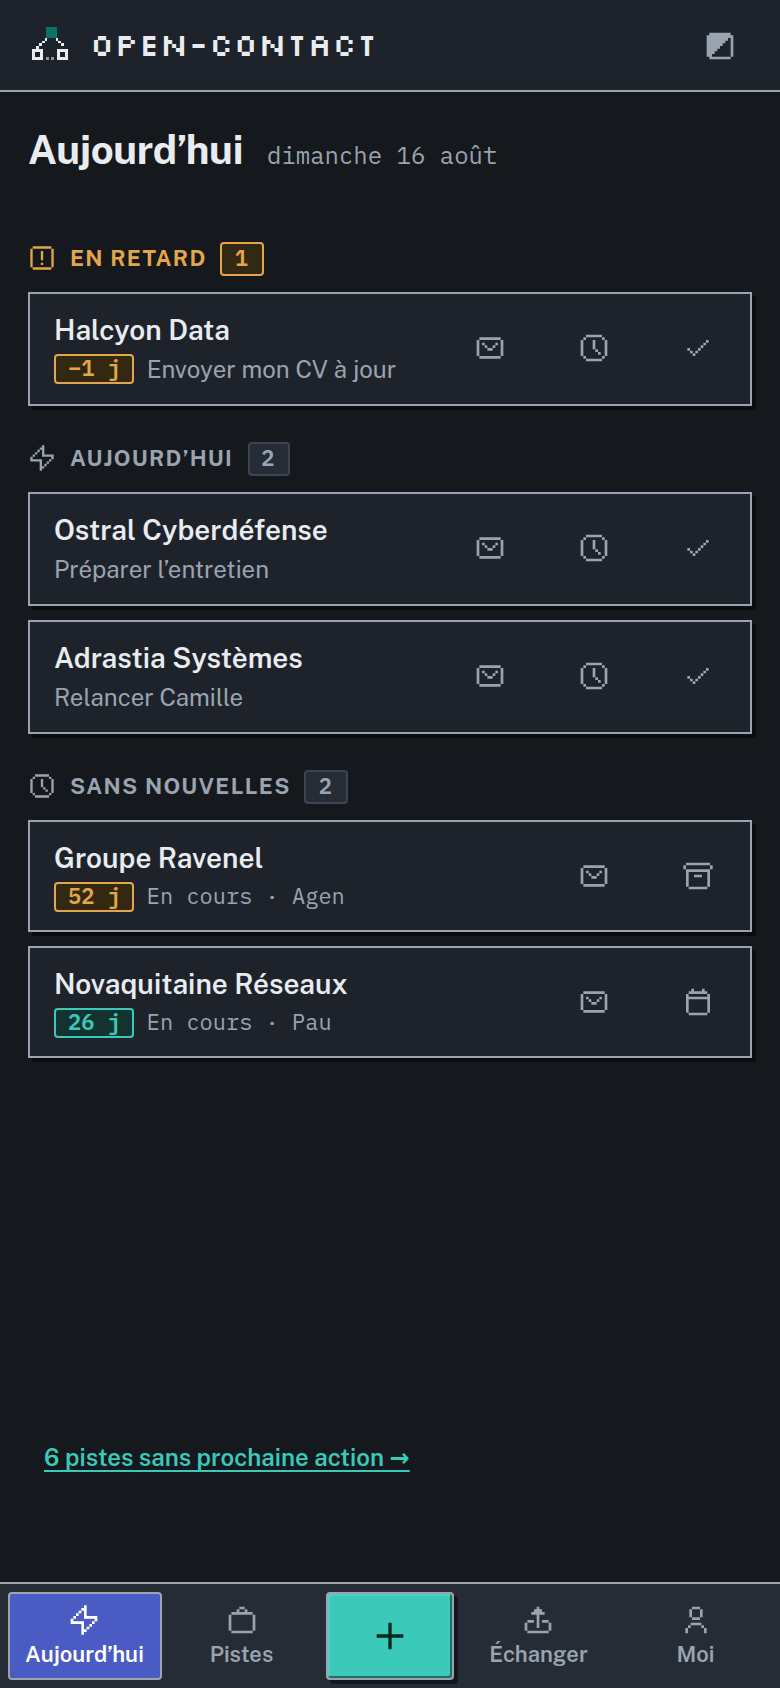 OPEN-CONTACT
Aujourd’hui dimanche 16 août
EN RETARD 1
Halcyon Data
−1 j Envoyer mon CV à jour
AUJOURD’HUI 2
Ostral Cyberdéfense
Préparer l’entretien
Adrastia Systèmes
Relancer Camille
SANS NOUVELLES 2
Groupe Ravenel
52 j En cours · Agen
Novaquitaine Réseaux
26 j En cours · Pau
6 pistes sans prochaine action →
Aujourd’hui Pistes + Échanger Moi